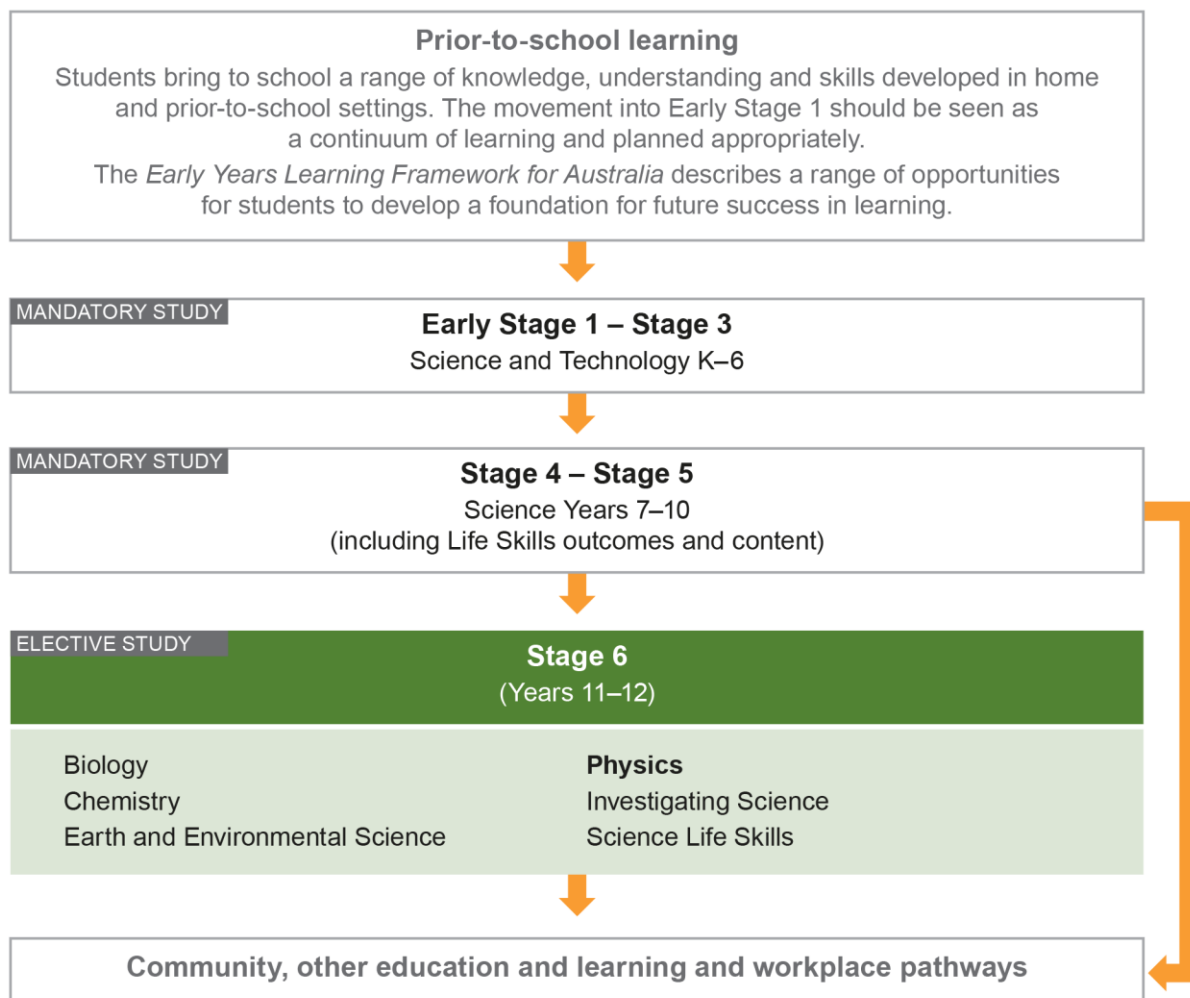 Prior-to-school learning
Students bring to school a range of knowledge, understanding and skills developed in home
and prior-to-school settings. The movement into Early Stage 1 should be seen as
a continuum of learning and planned appropriately.
The Early Years Learning Framework for Australia describes a range of opportunities
for students to develop a foundation for future success in learning.
MANDATORY STUDY
Early Stage 1 – Stage 3
Science and Technology K–6
MANDATORY STUDY
Stage 4 – Stage 5
Science Years 7–10
(including Life Skills outcomes and content)
ELECTIVE STUDY
Stage 6
(Years 11–12)
Biology
Chemistry
Earth and Environmental Science
Physics
Investigating Science
Science Life Skills
Community, other education and learning and workplace pathways